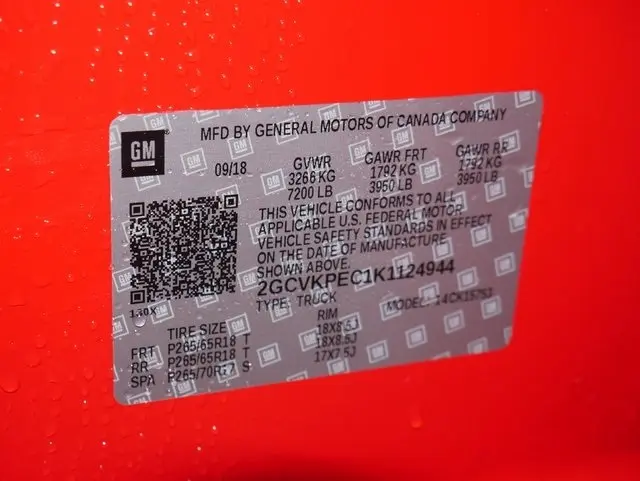 GM
MFD BY GENERAL MOTORS OF CANADA COMPANY
09/18 GVWR GAWR FRT GAWR RR
3266 KG 1792 KG 1792 KG
7200 LB 3950 LB 3950 LB
THIS VEHICLE CONFORMS TO ALL
APPLICABLE U.S. FEDERAL MOTOR
VEHICLE SAFETY STANDARDS IN EFFECT
ON THE DATE OF MANUFACTURE
SHOWN ABOVE.
2GCVKPEC1K1124944
TYPE: TRUCK MODEL:
TIRE SIZE RIM
FRT P265/65R18 T 18X8.5J
RR P265/65R18 T 18X8.5J
SPA P265/70R17 S 17X7.5J